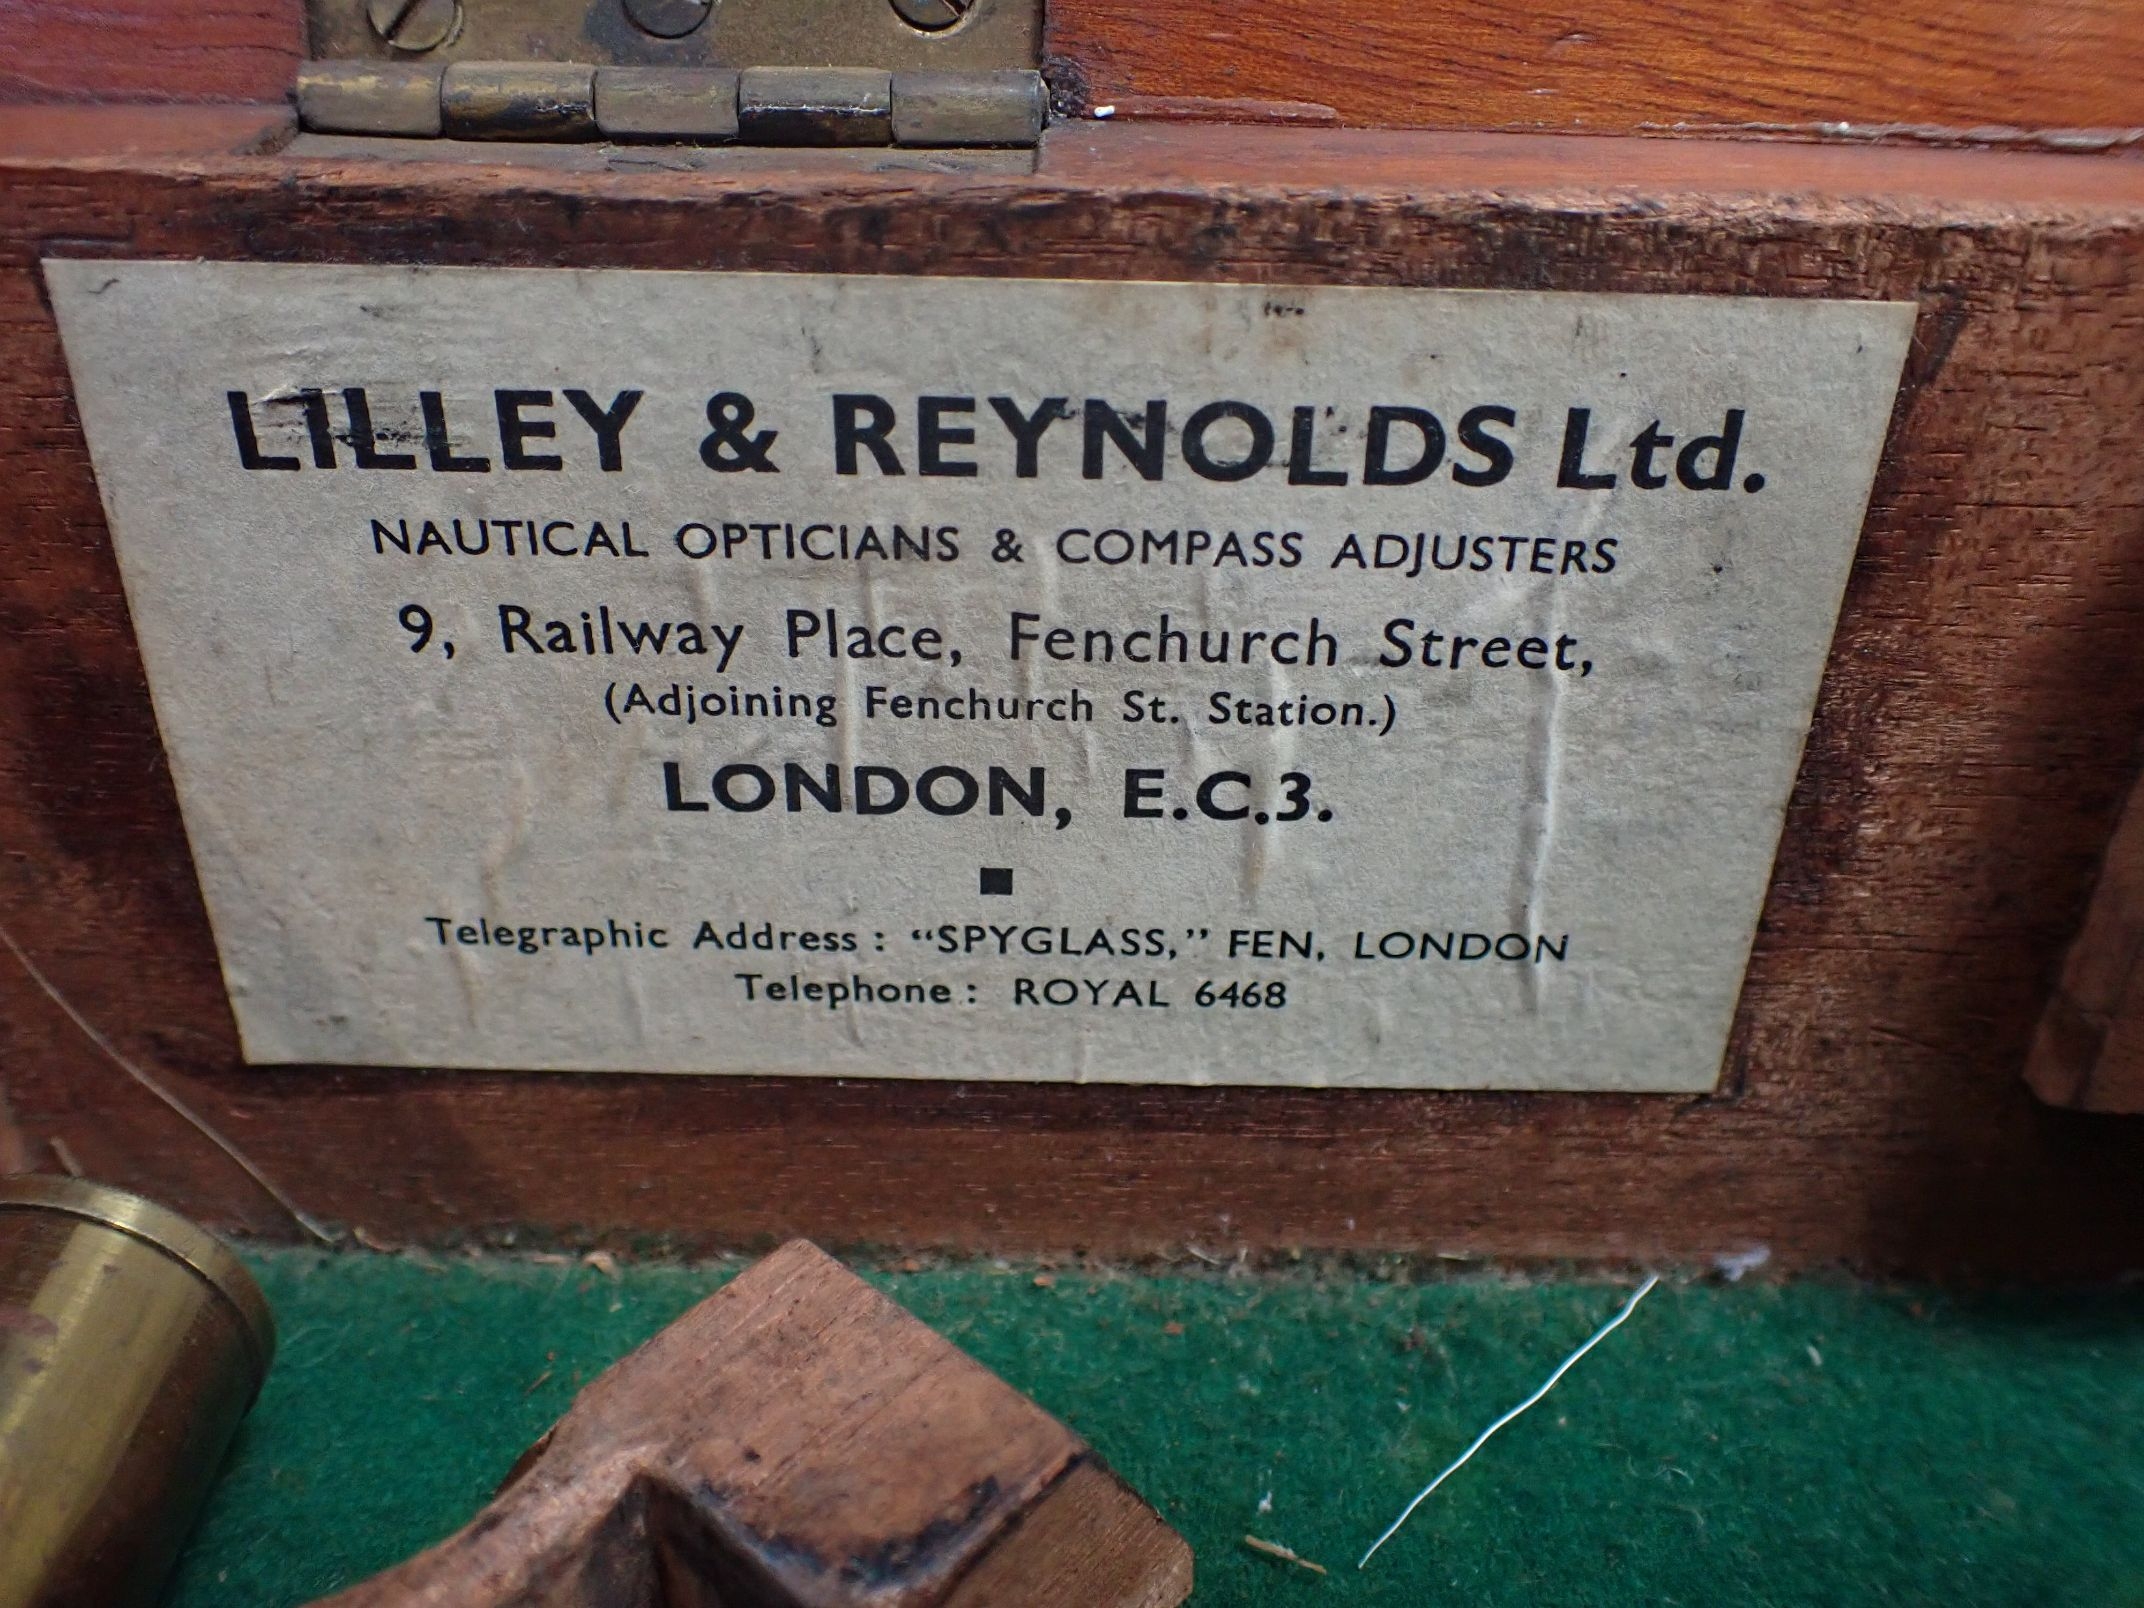 LILLEY & REYNOLDS Ltd.
NAUTICAL OPTICIANS & COMPASS ADJUSTERS
9, Railway Place, Fenchurch Street,
(Adjoining Fenchurch St. Station.)
LONDON, E.C.3.
Telegraphic Address : “SPYGLASS,” FEN, LONDON
Telephone : ROYAL 6468